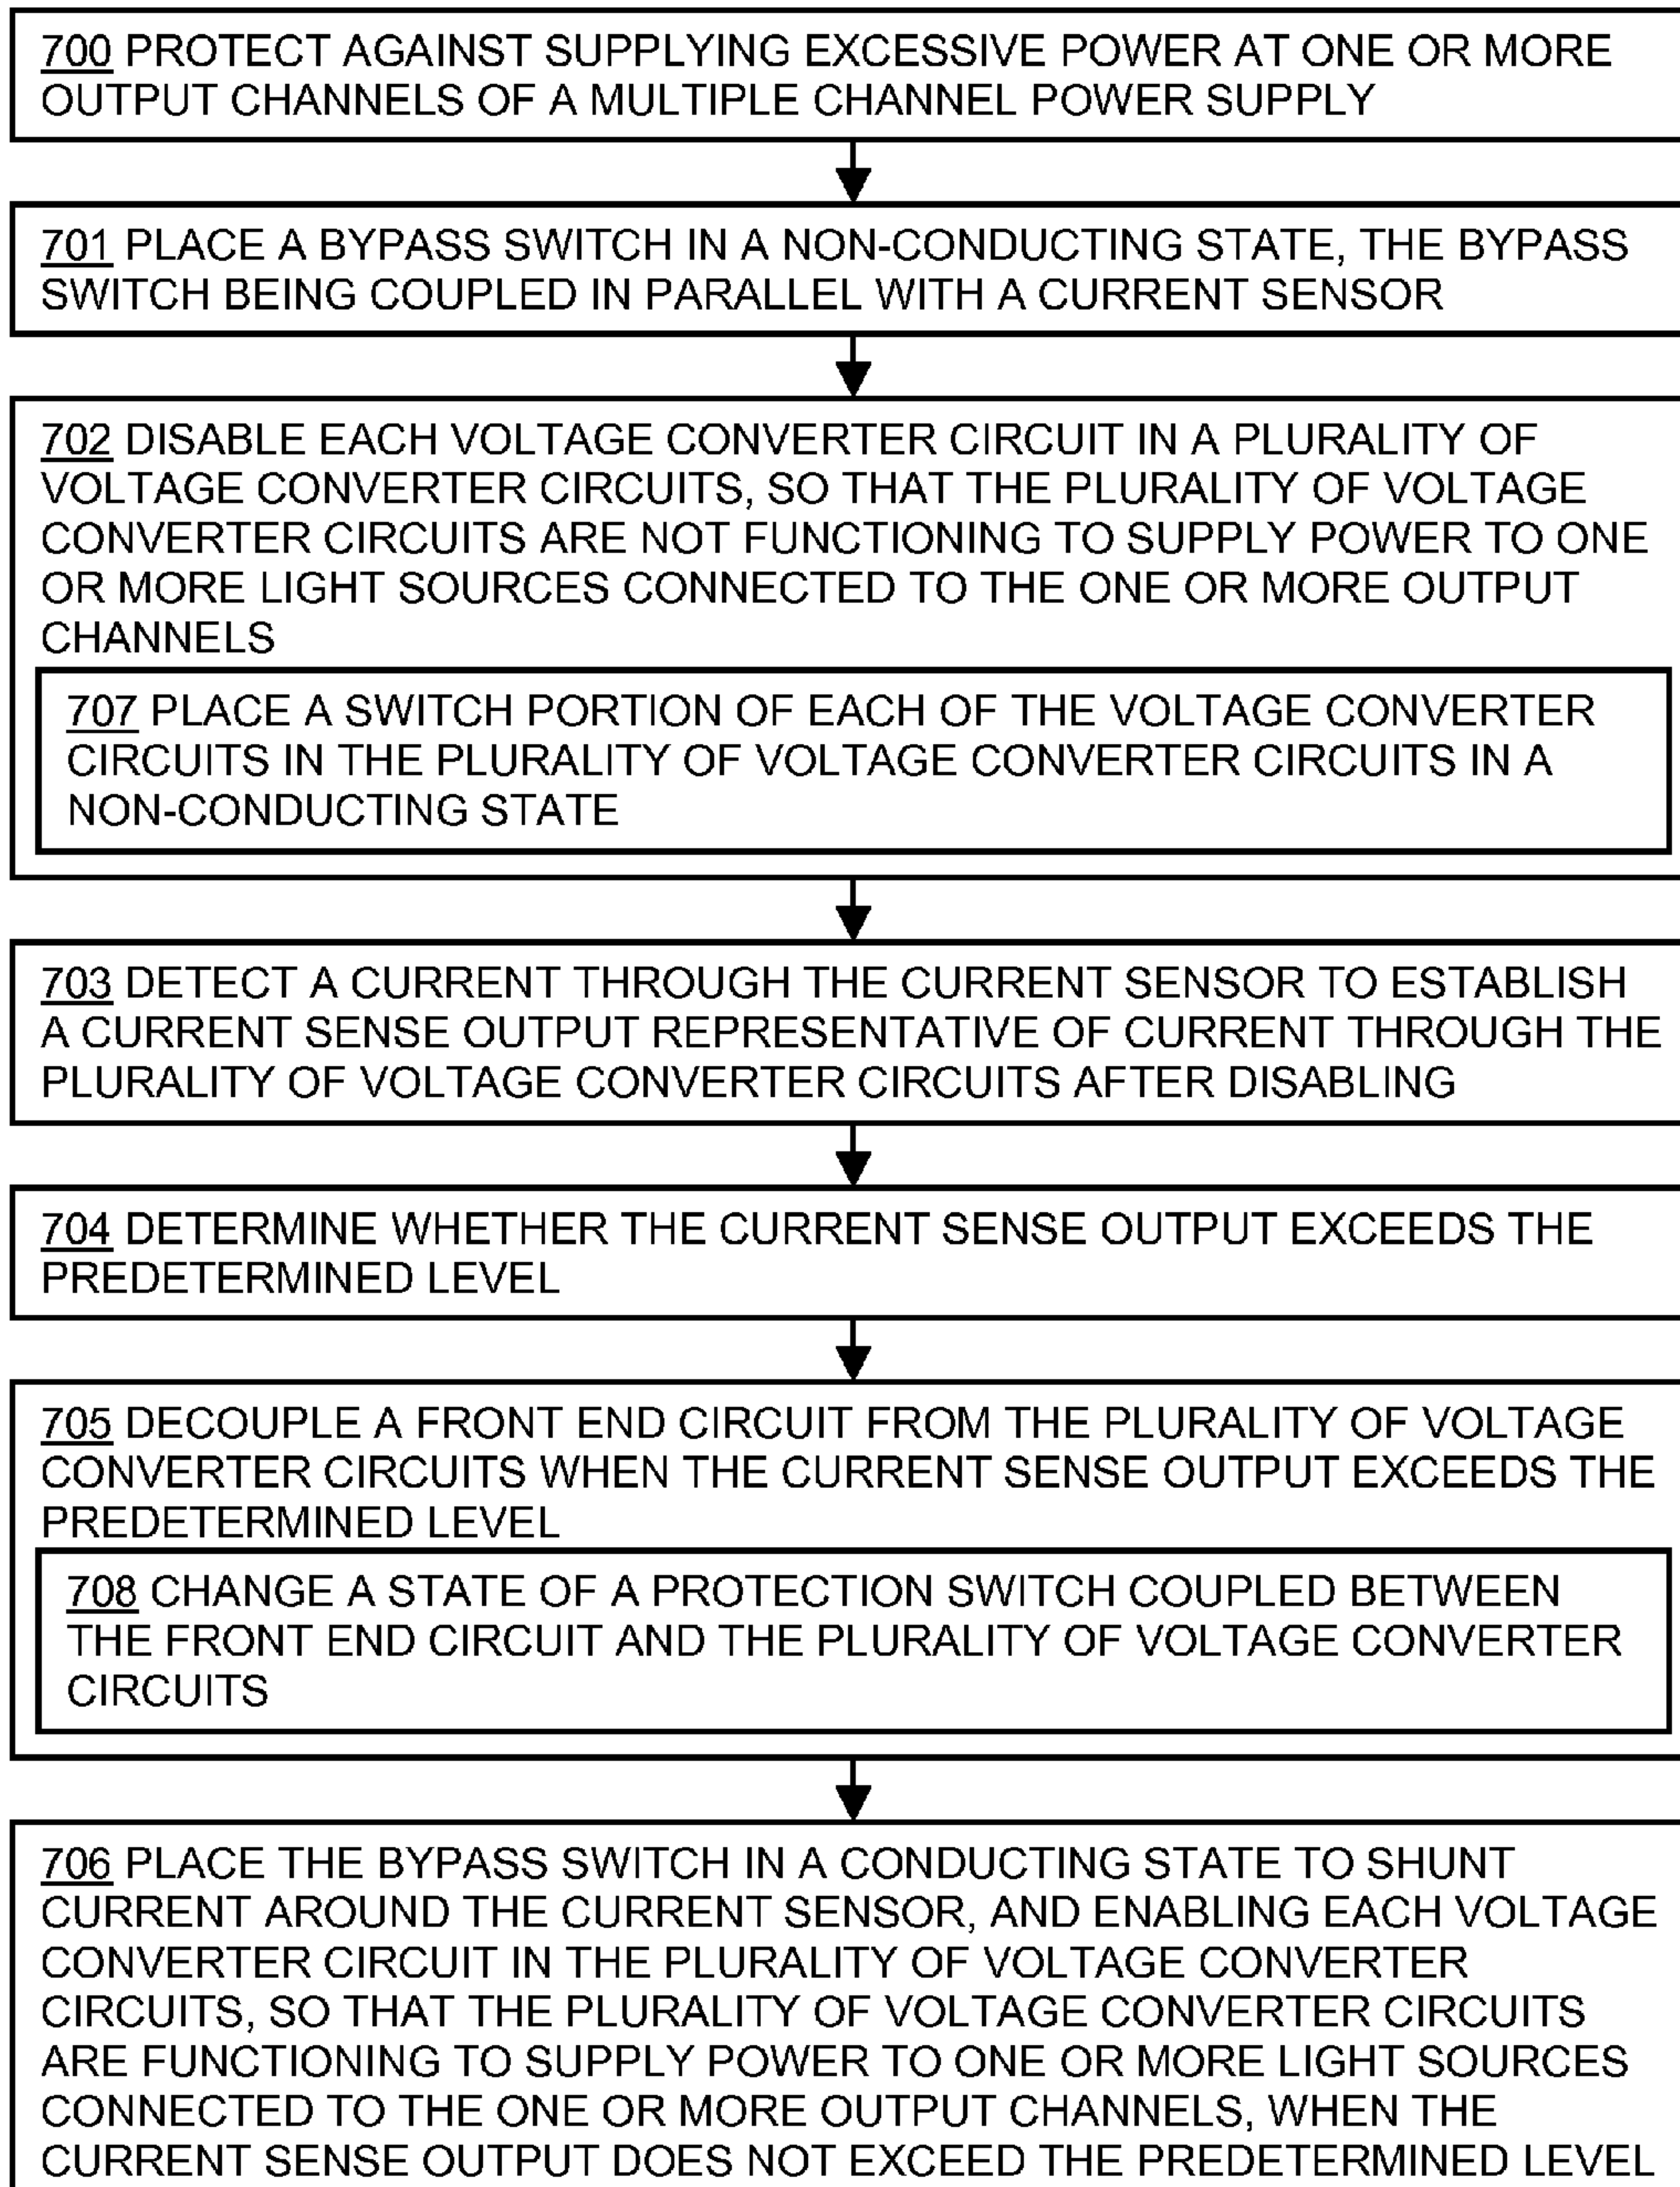 700 PROTECT AGAINST SUPPLYING EXCESSIVE POWER AT ONE OR MORE
OUTPUT CHANNELS OF A MULTIPLE CHANNEL POWER SUPPLY
701 PLACE A BYPASS SWITCH IN A NON-CONDUCTING STATE, THE BYPASS
SWITCH BEING COUPLED IN PARALLEL WITH A CURRENT SENSOR
702 DISABLE EACH VOLTAGE CONVERTER CIRCUIT IN A PLURALITY OF
VOLTAGE CONVERTER CIRCUITS, SO THAT THE PLURALITY OF VOLTAGE
CONVERTER CIRCUITS ARE NOT FUNCTIONING TO SUPPLY POWER TO ONE
OR MORE LIGHT SOURCES CONNECTED TO THE ONE OR MORE OUTPUT
CHANNELS
707 PLACE A SWITCH PORTION OF EACH OF THE VOLTAGE CONVERTER
CIRCUITS IN THE PLURALITY OF VOLTAGE CONVERTER CIRCUITS IN A
NON-CONDUCTING STATE
703 DETECT A CURRENT THROUGH THE CURRENT SENSOR TO ESTABLISH
A CURRENT SENSE OUTPUT REPRESENTATIVE OF CURRENT THROUGH THE
PLURALITY OF VOLTAGE CONVERTER CIRCUITS AFTER DISABLING
704 DETERMINE WHETHER THE CURRENT SENSE OUTPUT EXCEEDS THE
PREDETERMINED LEVEL
705 DECOUPLE A FRONT END CIRCUIT FROM THE PLURALITY OF VOLTAGE
CONVERTER CIRCUITS WHEN THE CURRENT SENSE OUTPUT EXCEEDS THE
PREDETERMINED LEVEL
708 CHANGE A STATE OF A PROTECTION SWITCH COUPLED BETWEEN
THE FRONT END CIRCUIT AND THE PLURALITY OF VOLTAGE CONVERTER
CIRCUITS
706 PLACE THE BYPASS SWITCH IN A CONDUCTING STATE TO SHUNT
CURRENT AROUND THE CURRENT SENSOR, AND ENABLING EACH VOLTAGE
CONVERTER CIRCUIT IN THE PLURALITY OF VOLTAGE CONVERTER
CIRCUITS, SO THAT THE PLURALITY OF VOLTAGE CONVERTER CIRCUITS
ARE FUNCTIONING TO SUPPLY POWER TO ONE OR MORE LIGHT SOURCES
CONNECTED TO THE ONE OR MORE OUTPUT CHANNELS, WHEN THE
CURRENT SENSE OUTPUT DOES NOT EXCEED THE PREDETERMINED LEVEL